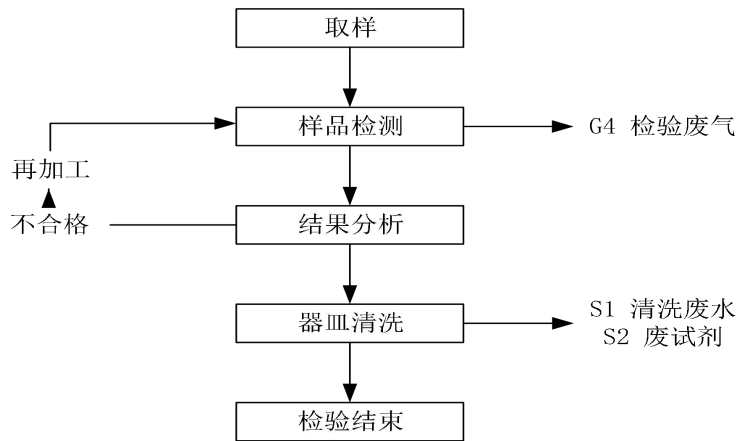 取样
样品检测
G4 检验废气
再加工
不合格
结果分析
器皿清洗
S1 清洗废水
S2 废试剂
检验结束